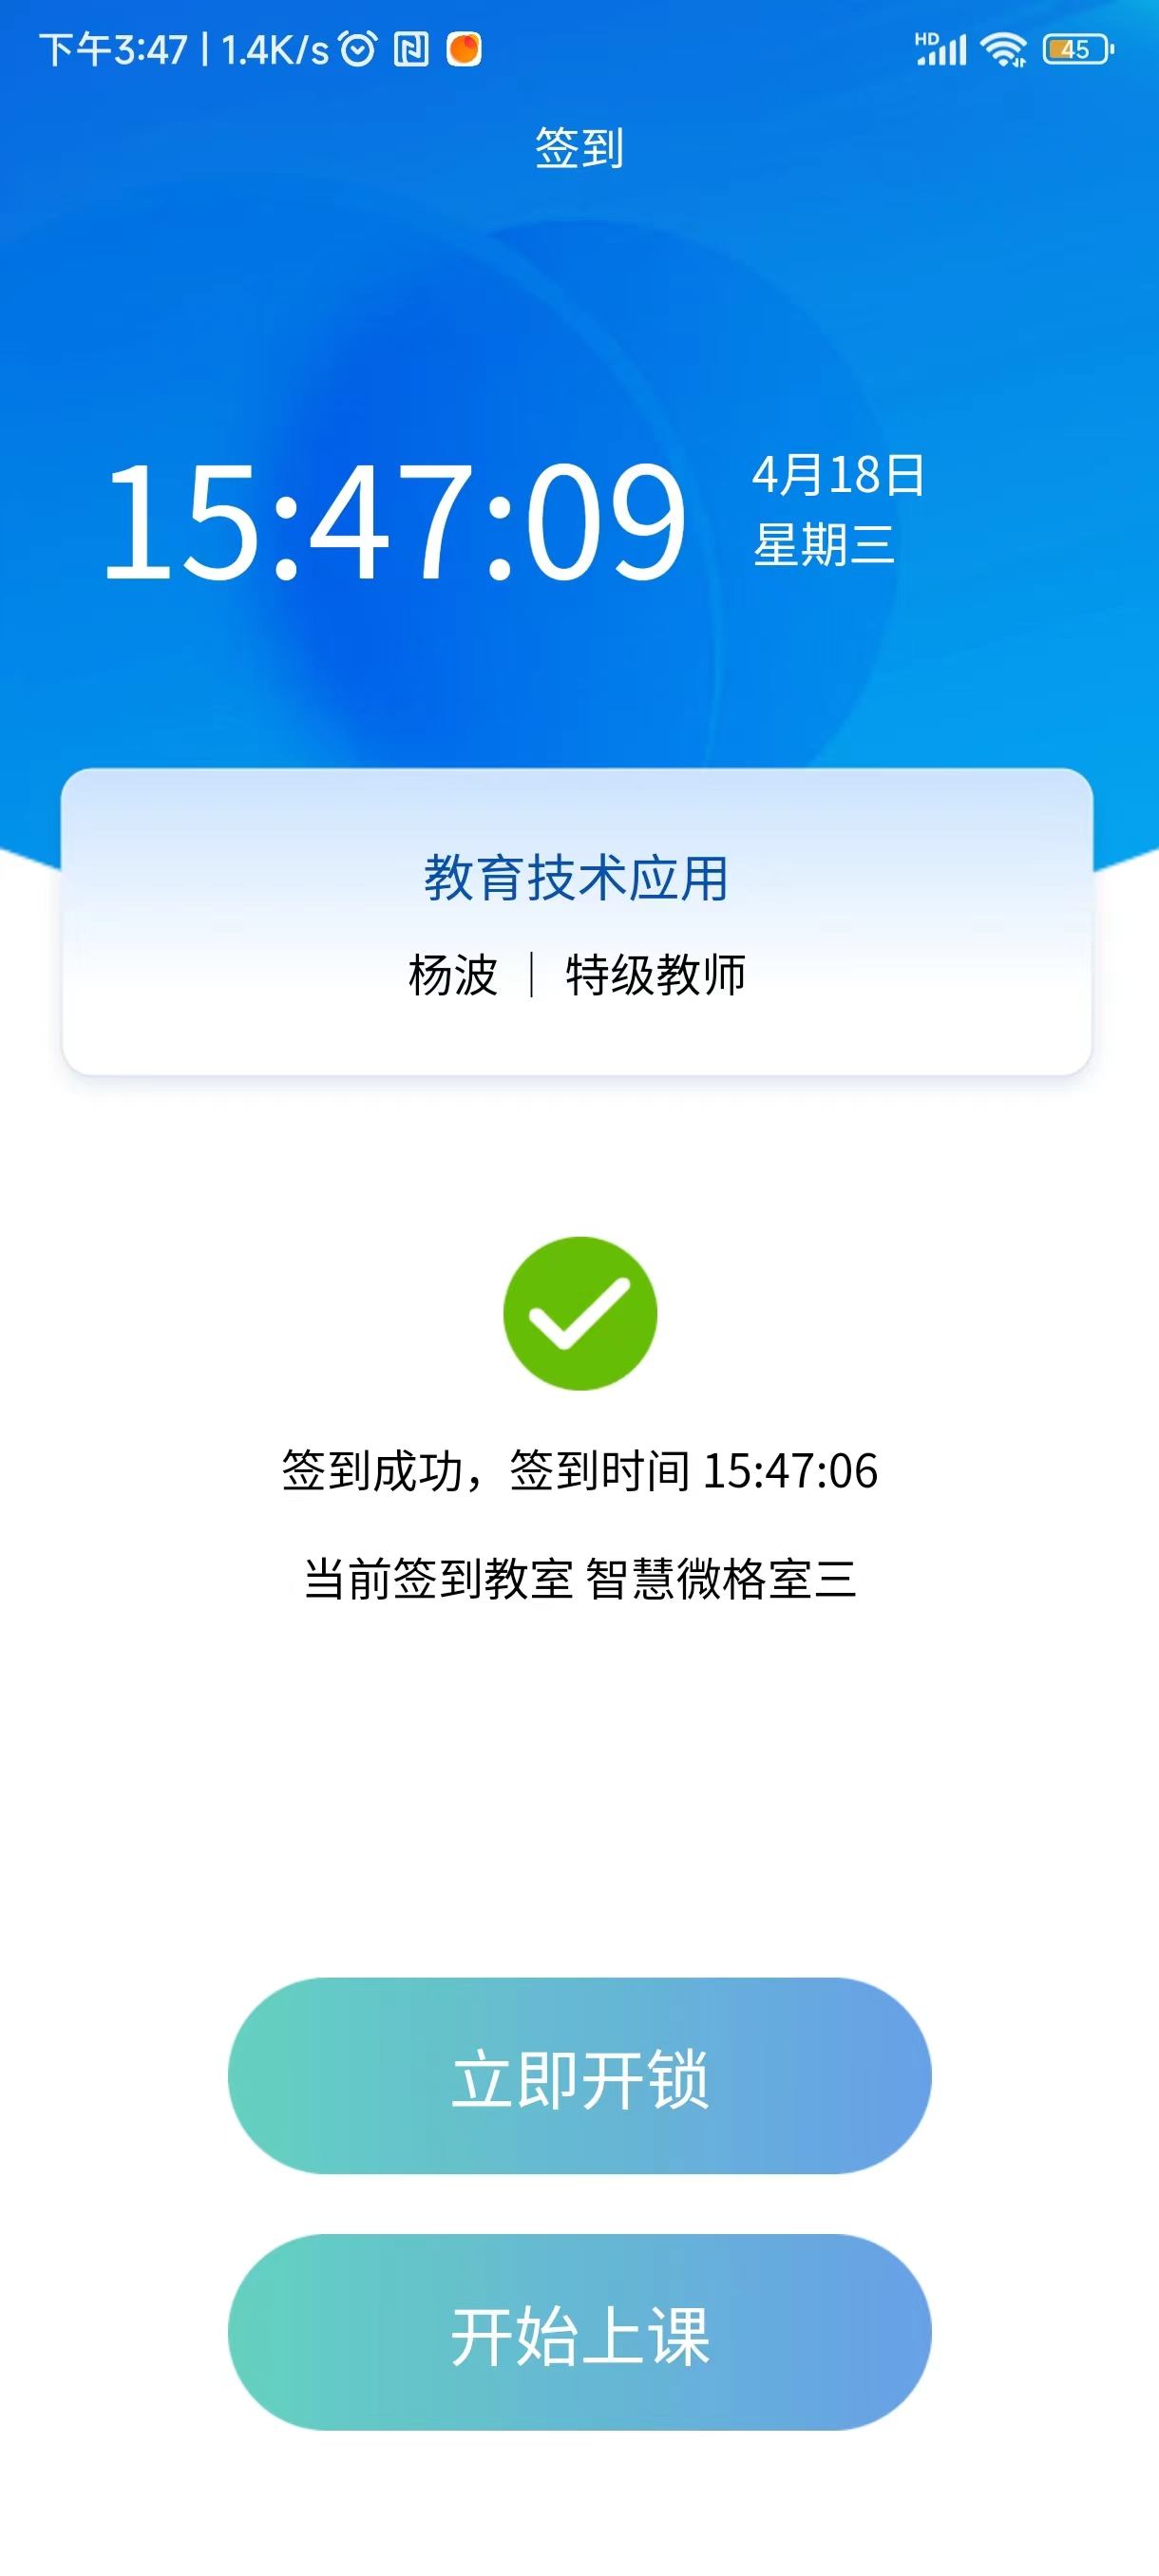 下午3:47 | 1.4K/s
HD
45
签到
15:47:09
4月18日
星期三
教育技术应用
杨波 | 特级教师
签到成功，签到时间 15:47:06
当前签到教室 智慧微格室三
立即开锁
开始上课